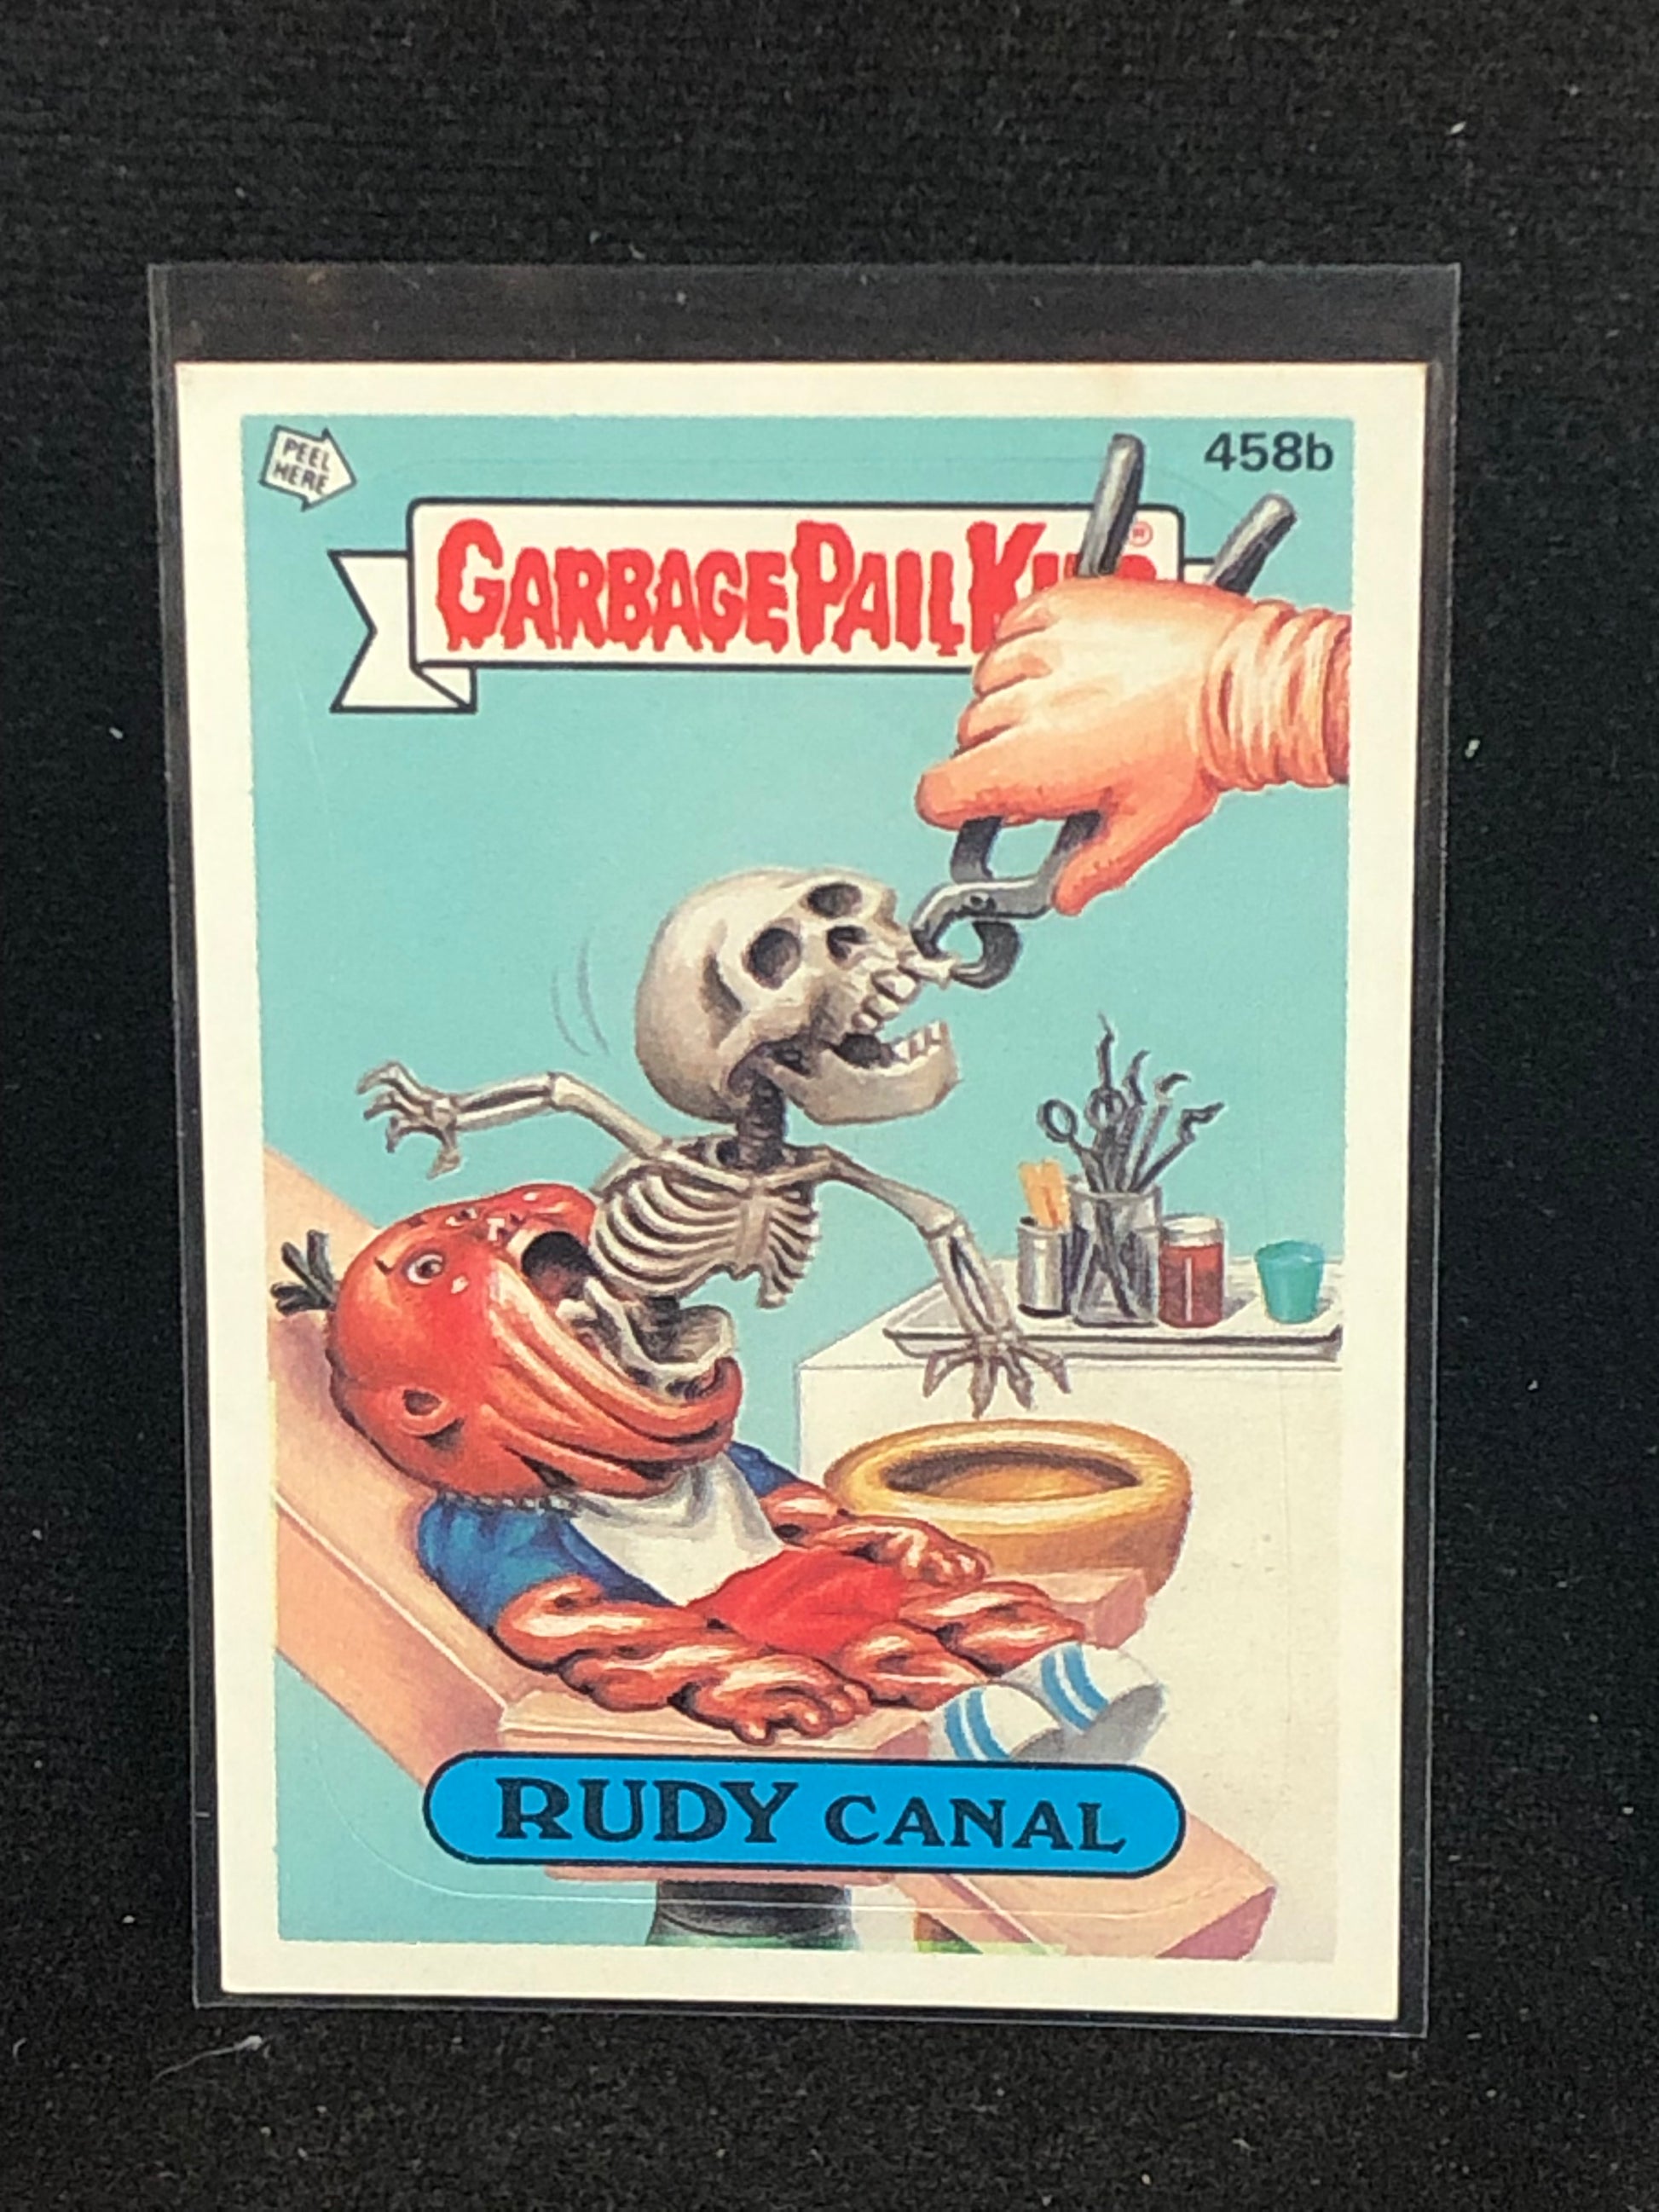 PEEL
HERE
458b
GARBAGE PAIL KIDS®
RUDY CANAL